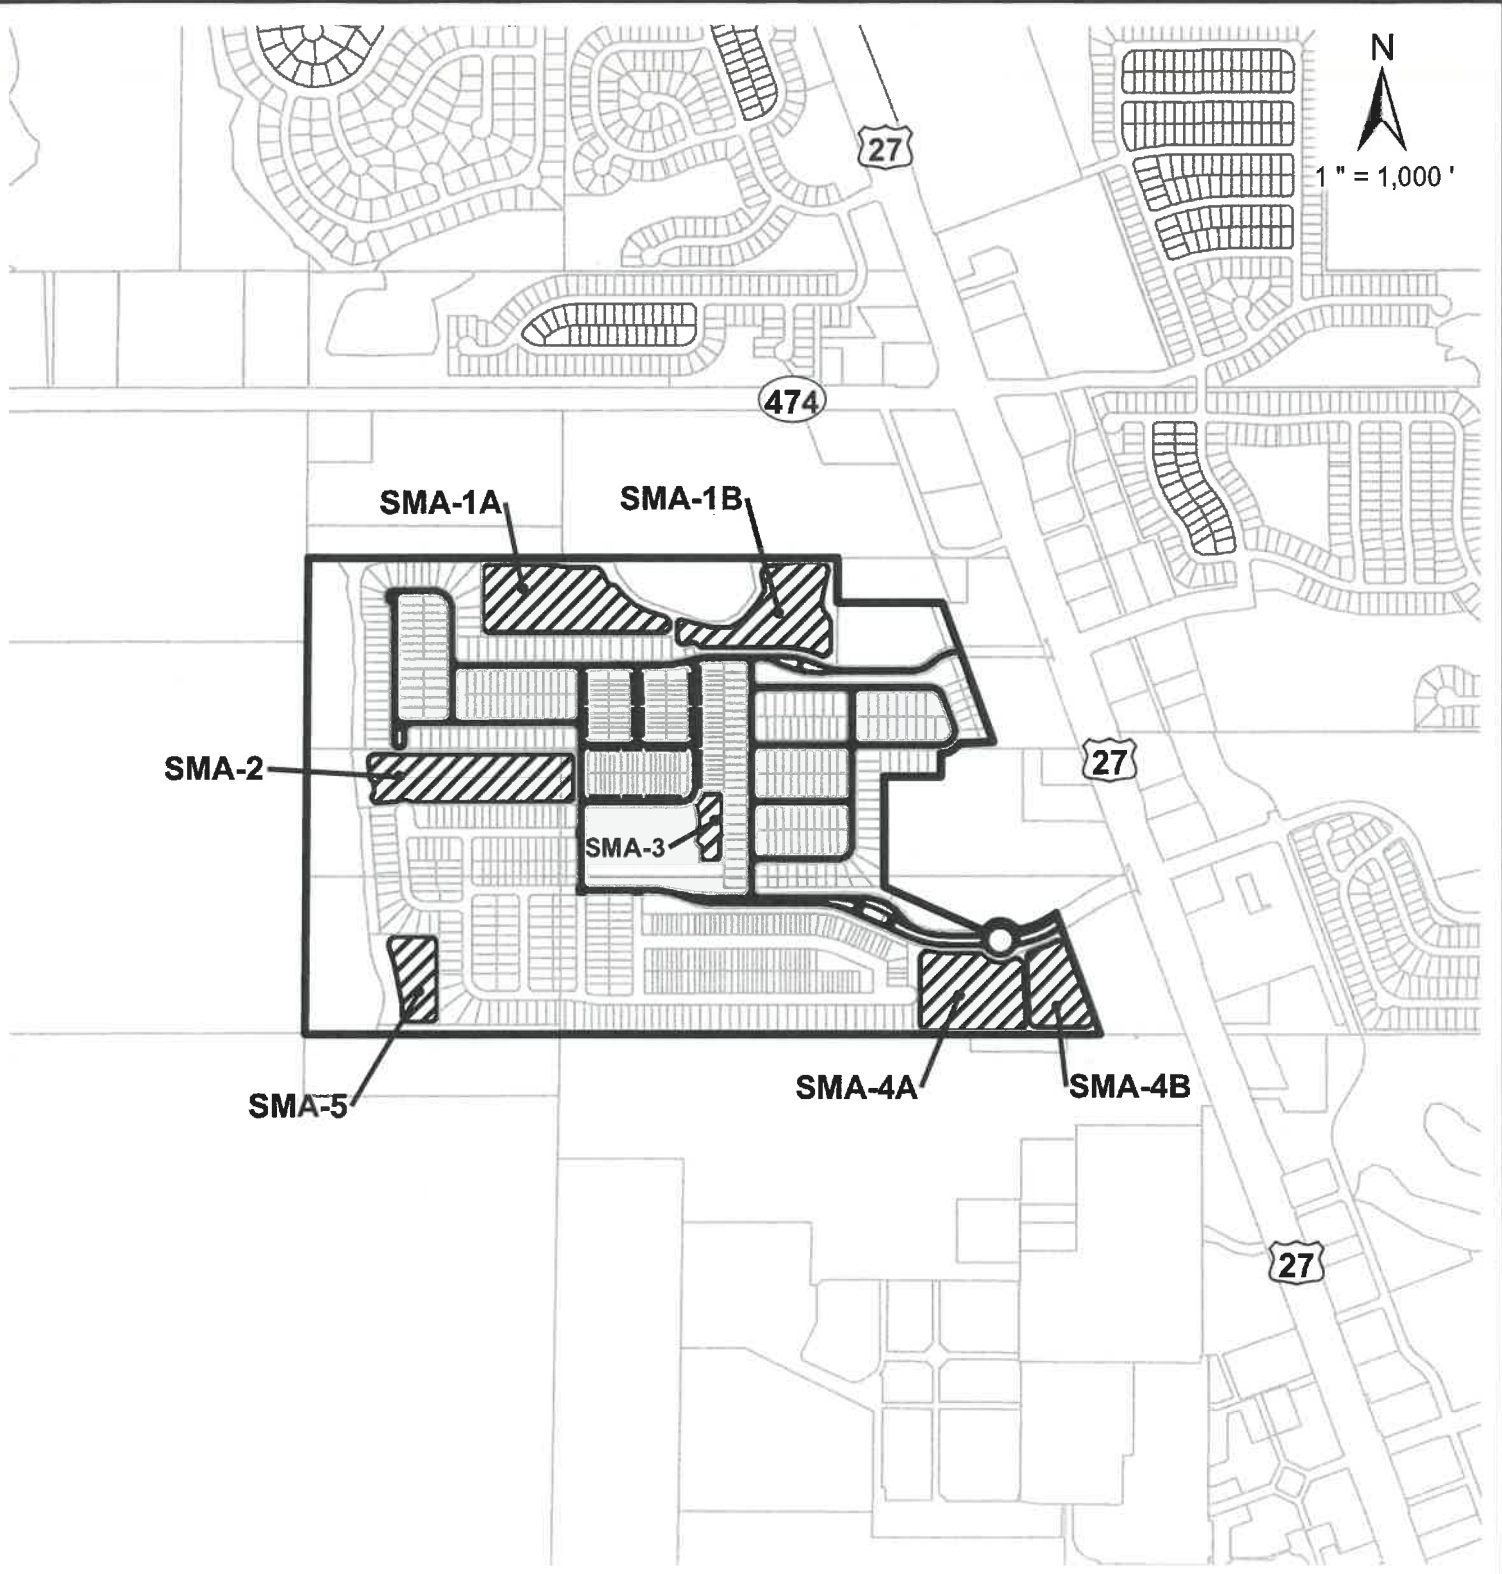 N
27
1 " = 1,000 '
474
SMA-1A
SMA-1B
SMA-2
27
SMA-3
SMA-4A
SMA-4B
SMA-5
27